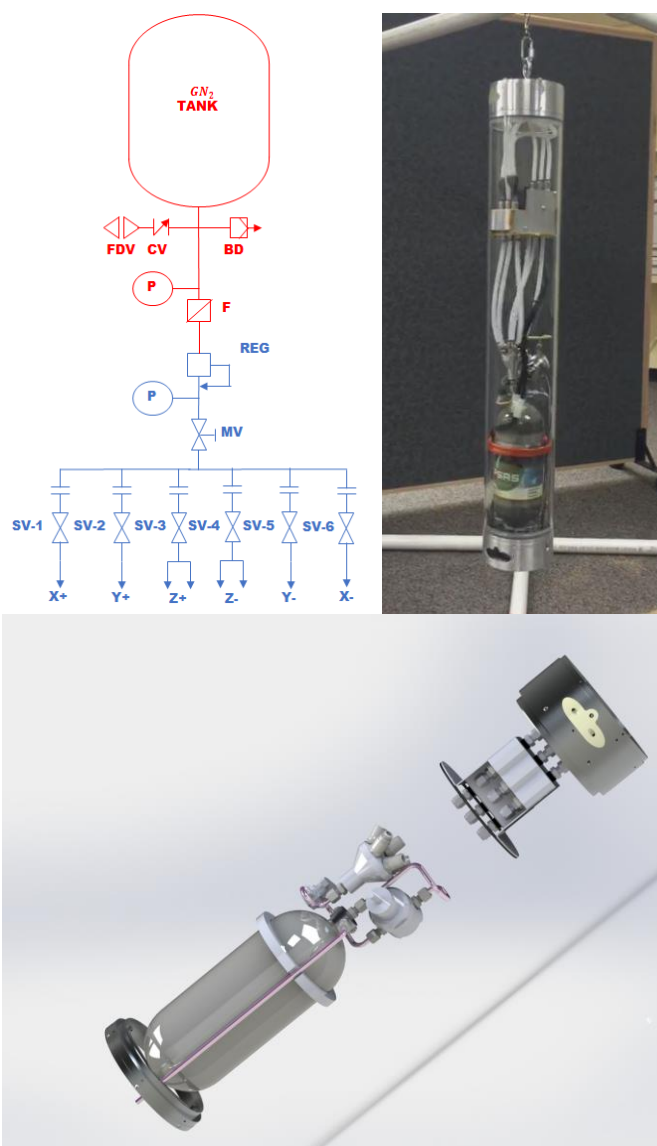 GN₂
TANK
FDV CV BD
P
F
REG
P
MV
SV-1 SV-2 SV-3 SV-4 SV-5 SV-6
X+ Y+ Z+ Z- Y- X-